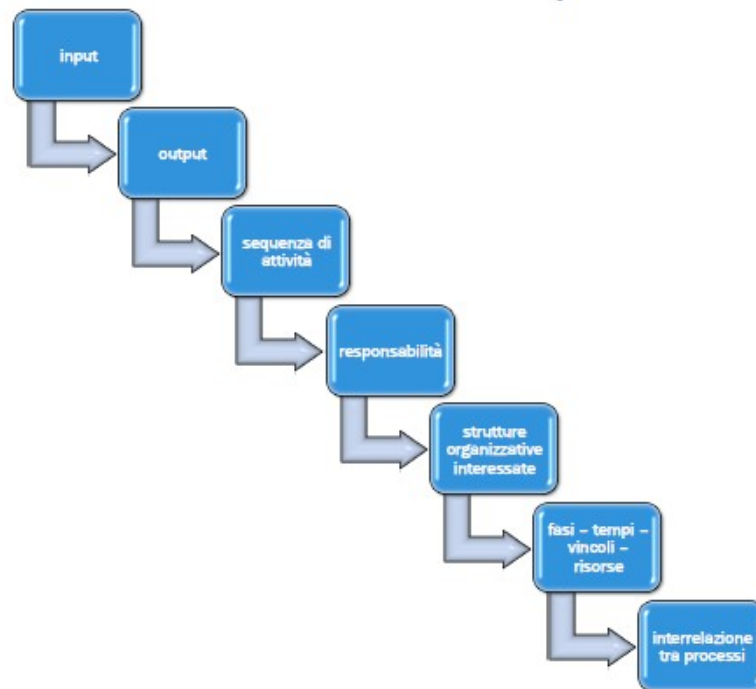 input
output
sequenza di
attività
responsabilità
strutture
organizzative
interessate
fasi – tempi –
vincoli –
risorse
interrelazione
tra processi